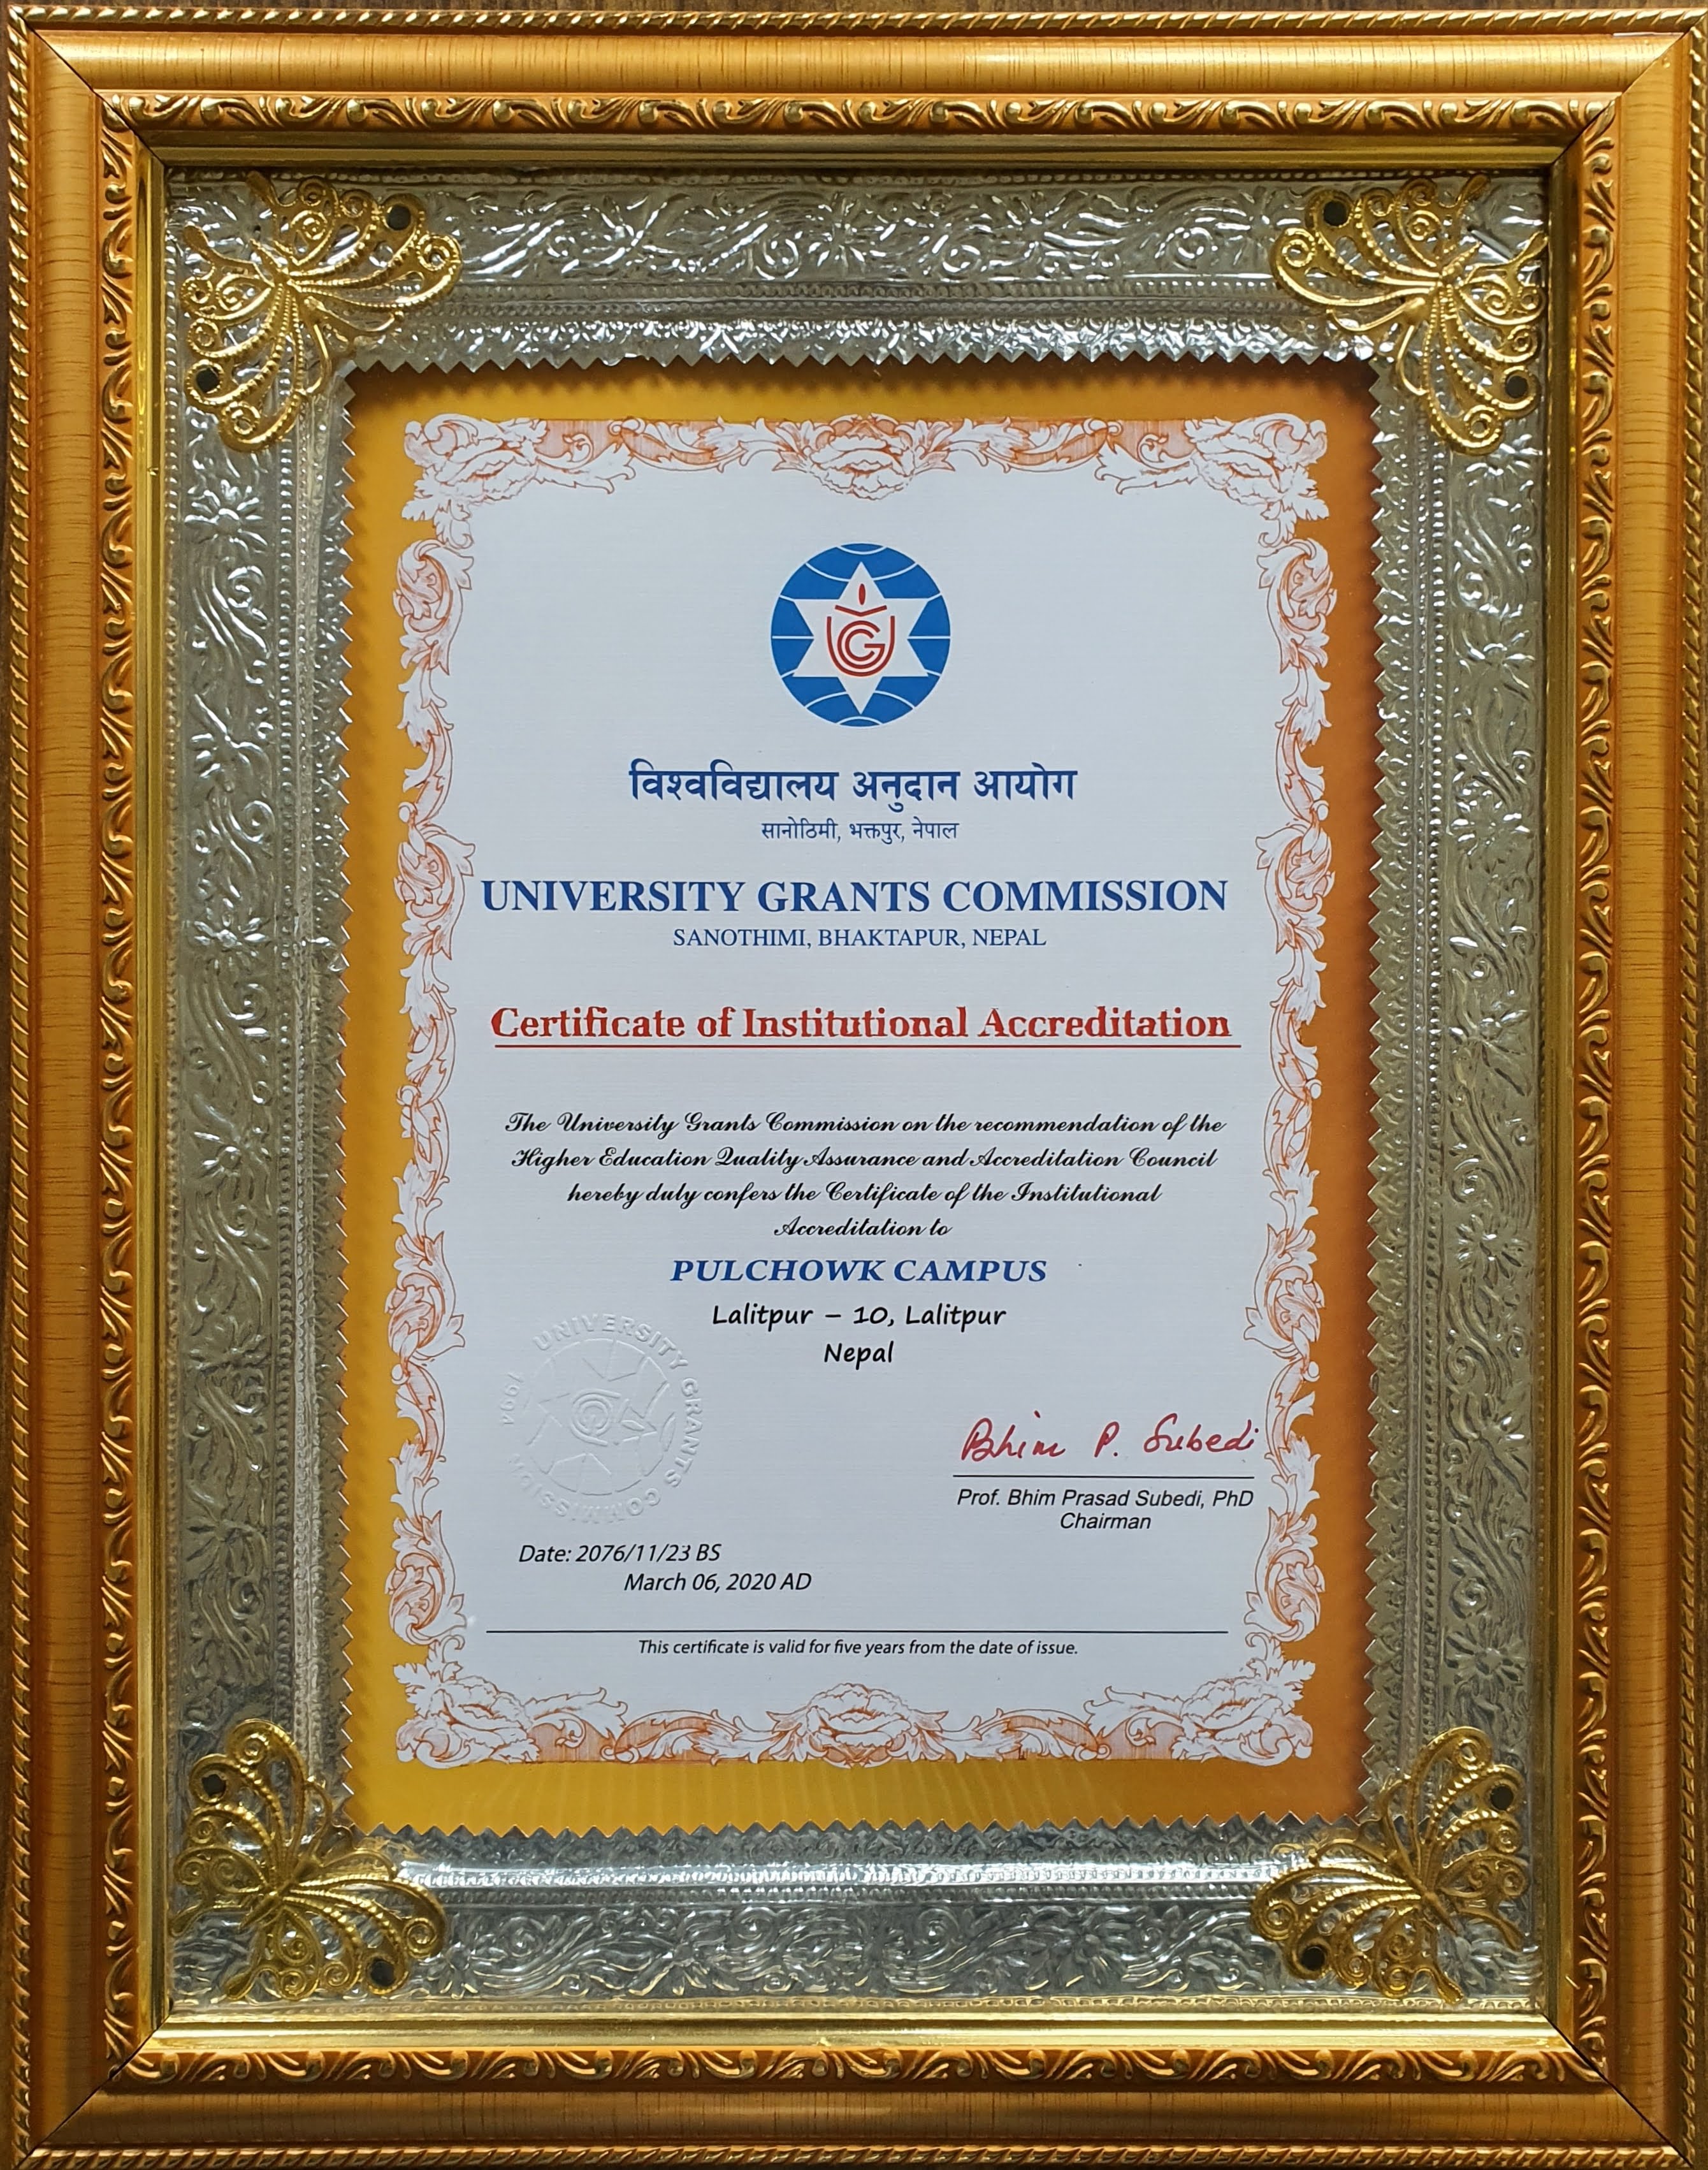 UGC
विश्वविद्यालय अनुदान आयोग
सानोठिमी, भक्तपुर, नेपाल
UNIVERSITY GRANTS COMMISSION
SANOTHIMI, BHAKTAPUR, NEPAL
Certificate of Institutional Accreditation
The University Grants Commission on the recommendation of the
Higher Education Quality Assurance and Accreditation Council
hereby duly confers the Certificate of the Institutional
Accreditation to
PULCHOWK CAMPUS
Lalitpur – 10, Lalitpur
Nepal
UNIVERSITY GRANTS COMMISSION 1994
Bhim P. Subedi
Prof. Bhim Prasad Subedi, PhD
Chairman
Date: 2076/11/23 BS
March 06, 2020 AD
This certificate is valid for five years from the date of issue.